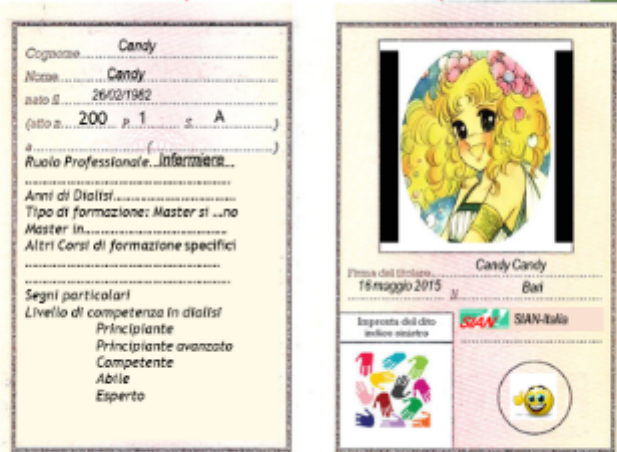 Cognome Candy
Nome Candy
nato il 26/02/1982
(atto n. 200 P. 1 S. A )
a ( )
Ruolo Professionale..Infermiere
Anni di Dialisi
Tipo di formazione: Master si ...no
Master in
Altri Corsi di formazione specifici
Segni particolari
Livello di competenza in dialisi
Principiante
Principiante avanzato
Competente
Abile
Esperto
Firma del titolare Candy Candy
16 maggio 2015 N Bari
Impronta del dito
indice sinistro
SIAN SIAN-Italia